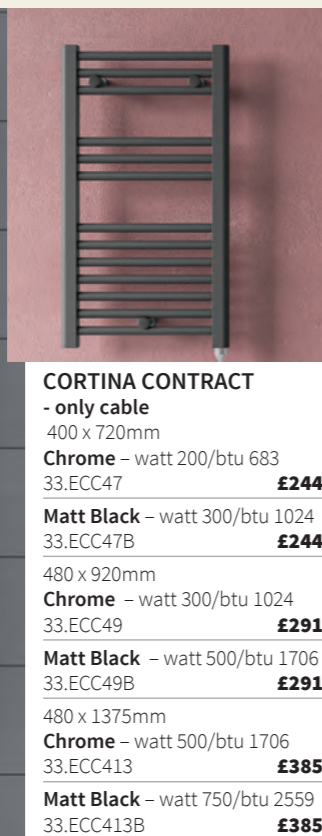 CORTINA CONTRACT
- only cable
400 x 720mm
Chrome – watt 200/btu 683
33.ECC47 £244
Matt Black – watt 300/btu 1024
33.ECC47B £244
480 x 920mm
Chrome – watt 300/btu 1024
33.ECC49 £291
Matt Black – watt 500/btu 1706
33.ECC49B £291
480 x 1375mm
Chrome – watt 500/btu 1706
33.ECC413 £385
Matt Black – watt 750/btu 2559
33.ECC413B £385